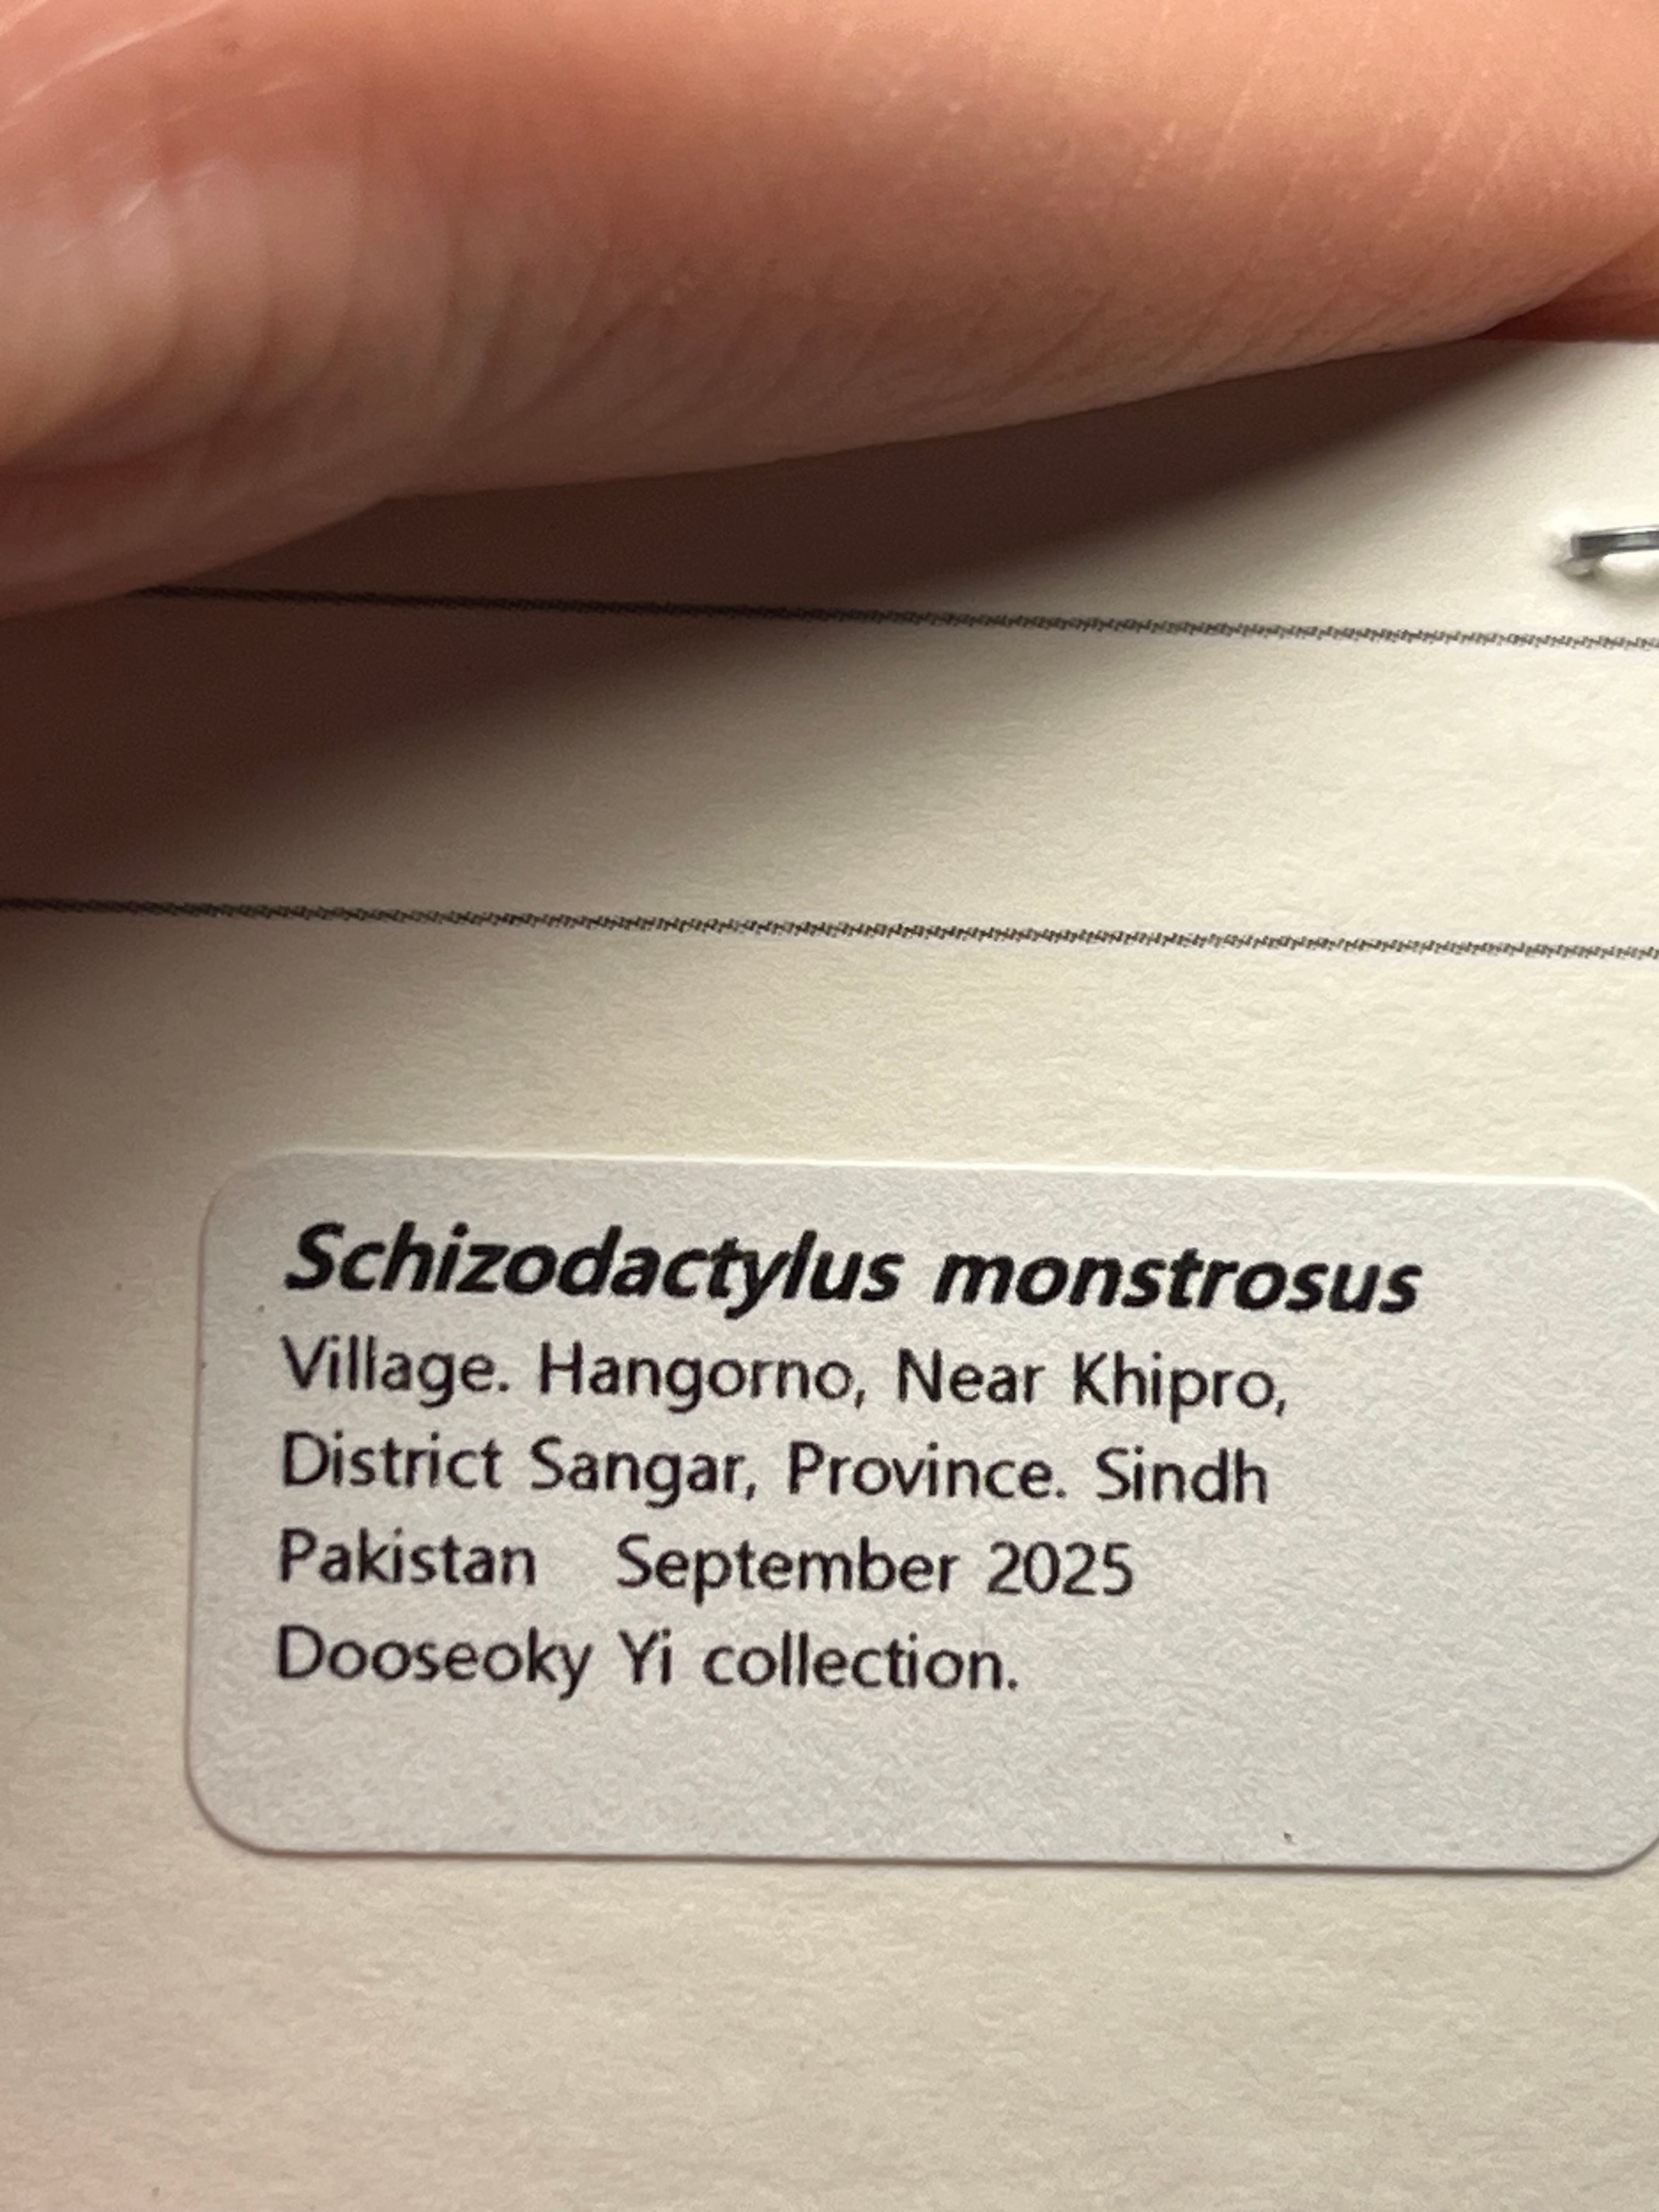 Schizodactylus monstrosus
Village. Hangorno, Near Khipro,
District Sangar, Province. Sindh
Pakistan September 2025
Dooseoky Yi collection.